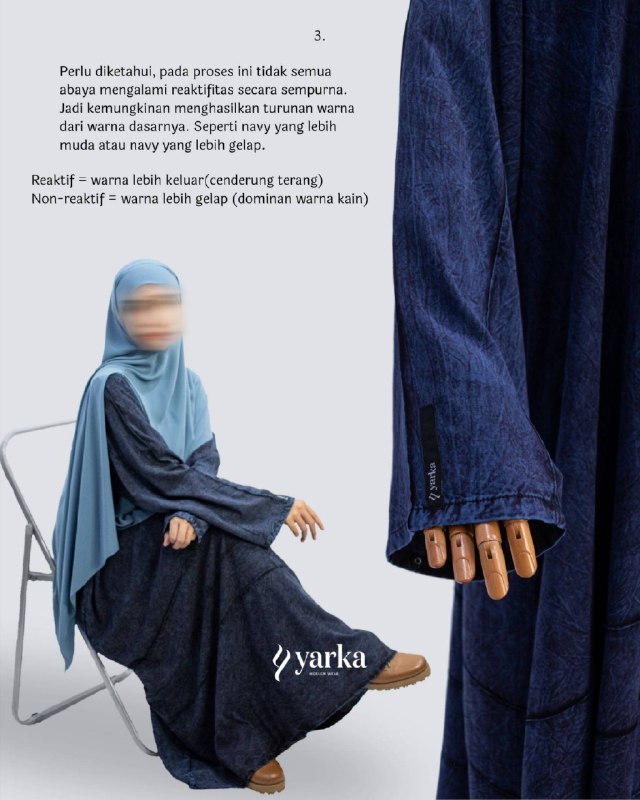 3.
Perlu diketahui, pada proses ini tidak semua
abaya mengalami reaktifitas secara sempurna.
Jadi kemungkinan menghasilkan turunan warna
dari warna dasarnya. Seperti navy yang lebih
muda atau navy yang lebih gelap.
Reaktif = warna lebih keluar(cenderung terang)
Non-reaktif = warna lebih gelap (dominan warna kain)
yarka
yarka